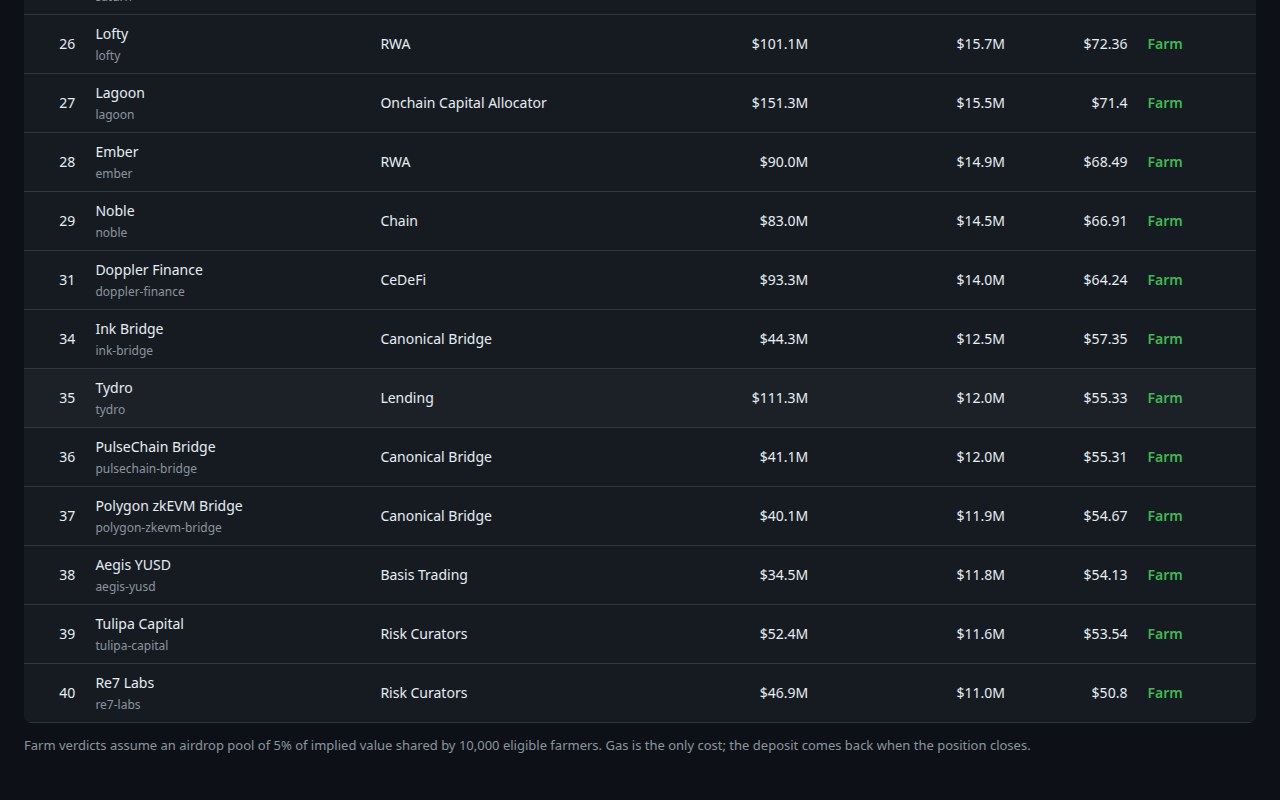 26 Lofty RWA $101.1M $15.7M $72.36 Farm
lofty
27 Lagoon Onchain Capital Allocator $151.3M $15.5M $71.4 Farm
lagoon
28 Ember RWA $90.0M $14.9M $68.49 Farm
ember
29 Noble Chain $83.0M $14.5M $66.91 Farm
noble
31 Doppler Finance CeDeFi $93.3M $14.0M $64.24 Farm
doppler-finance
34 Ink Bridge Canonical Bridge $44.3M $12.5M $57.35 Farm
ink-bridge
35 Tydro Lending $111.3M $12.0M $55.33 Farm
tydro
36 PulseChain Bridge Canonical Bridge $41.1M $12.0M $55.31 Farm
pulsechain-bridge
37 Polygon zkEVM Bridge Canonical Bridge $40.1M $11.9M $54.67 Farm
polygon-zkevm-bridge
38 Aegis YUSD Basis Trading $34.5M $11.8M $54.13 Farm
aegis-yusd
39 Tulipa Capital Risk Curators $52.4M $11.6M $53.54 Farm
tulipa-capital
40 Re7 Labs Risk Curators $46.9M $11.0M $50.8 Farm
re7-labs
Farm verdicts assume an airdrop pool of 5% of implied value shared by 10,000 eligible farmers. Gas is the only cost; the deposit comes back when the position closes.